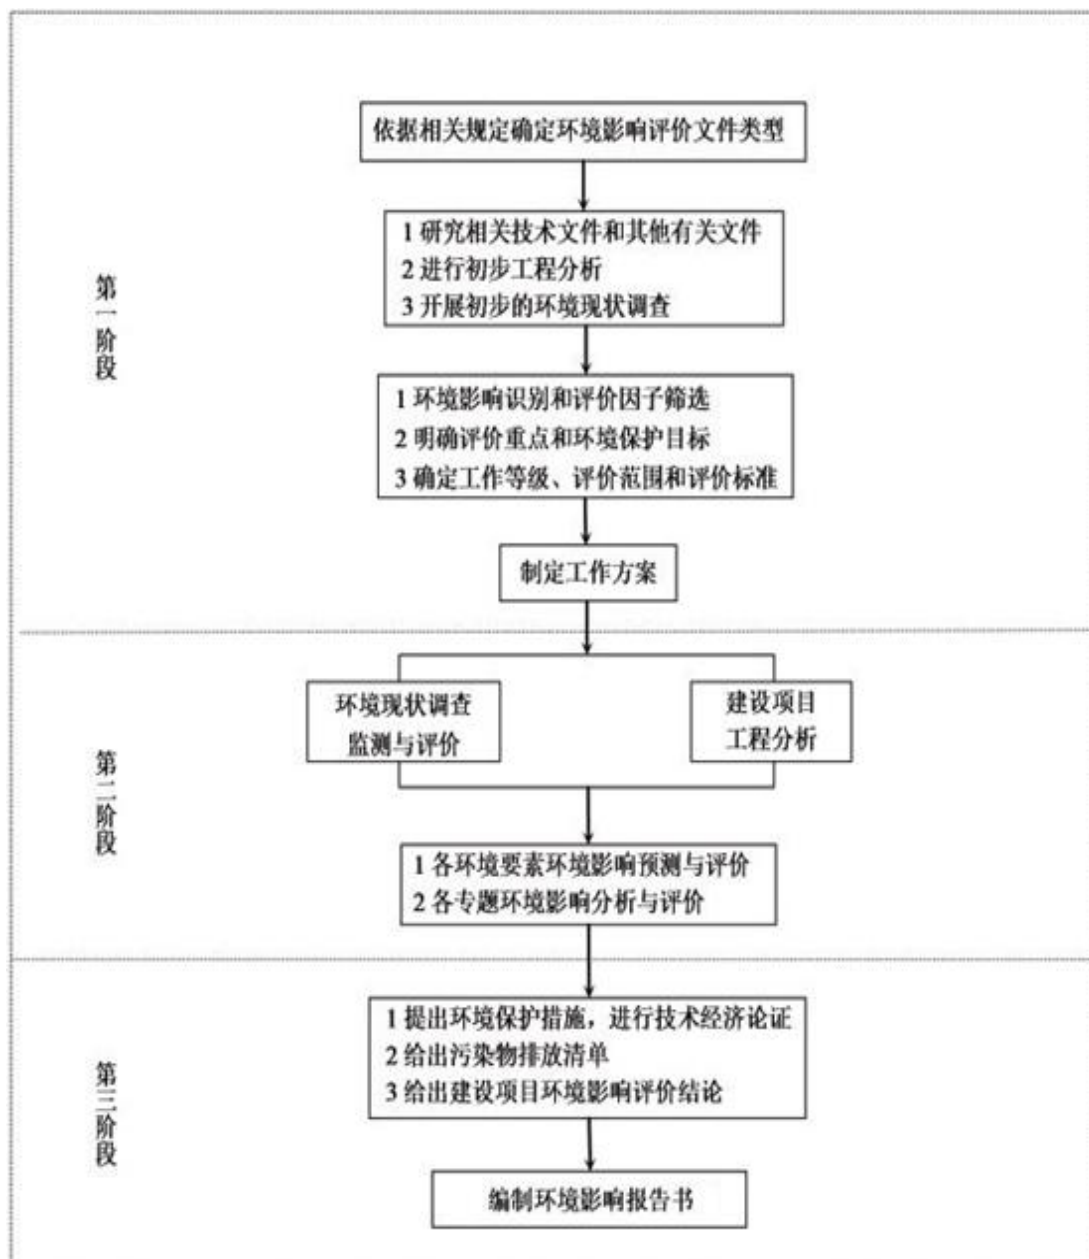 依据相关规定确定环境影响评价文件类型
1 研究相关技术文件和其他有关文件
2 进行初步工程分析
3 开展初步的环境现状调查
第一阶段
1 环境影响识别和评价因子筛选
2 明确评价重点和环境保护目标
3 确定工作等级、评价范围和评价标准
制定工作方案
环境现状调查
监测与评价
建设项目
工程分析
第二阶段
1 各环境要素环境影响预测与评价
2 各专题环境影响分析与评价
1 提出环境保护措施，进行技术经济论证
2 给出污染物排放清单
3 给出建设项目环境影响评价结论
第三阶段
编制环境影响报告书